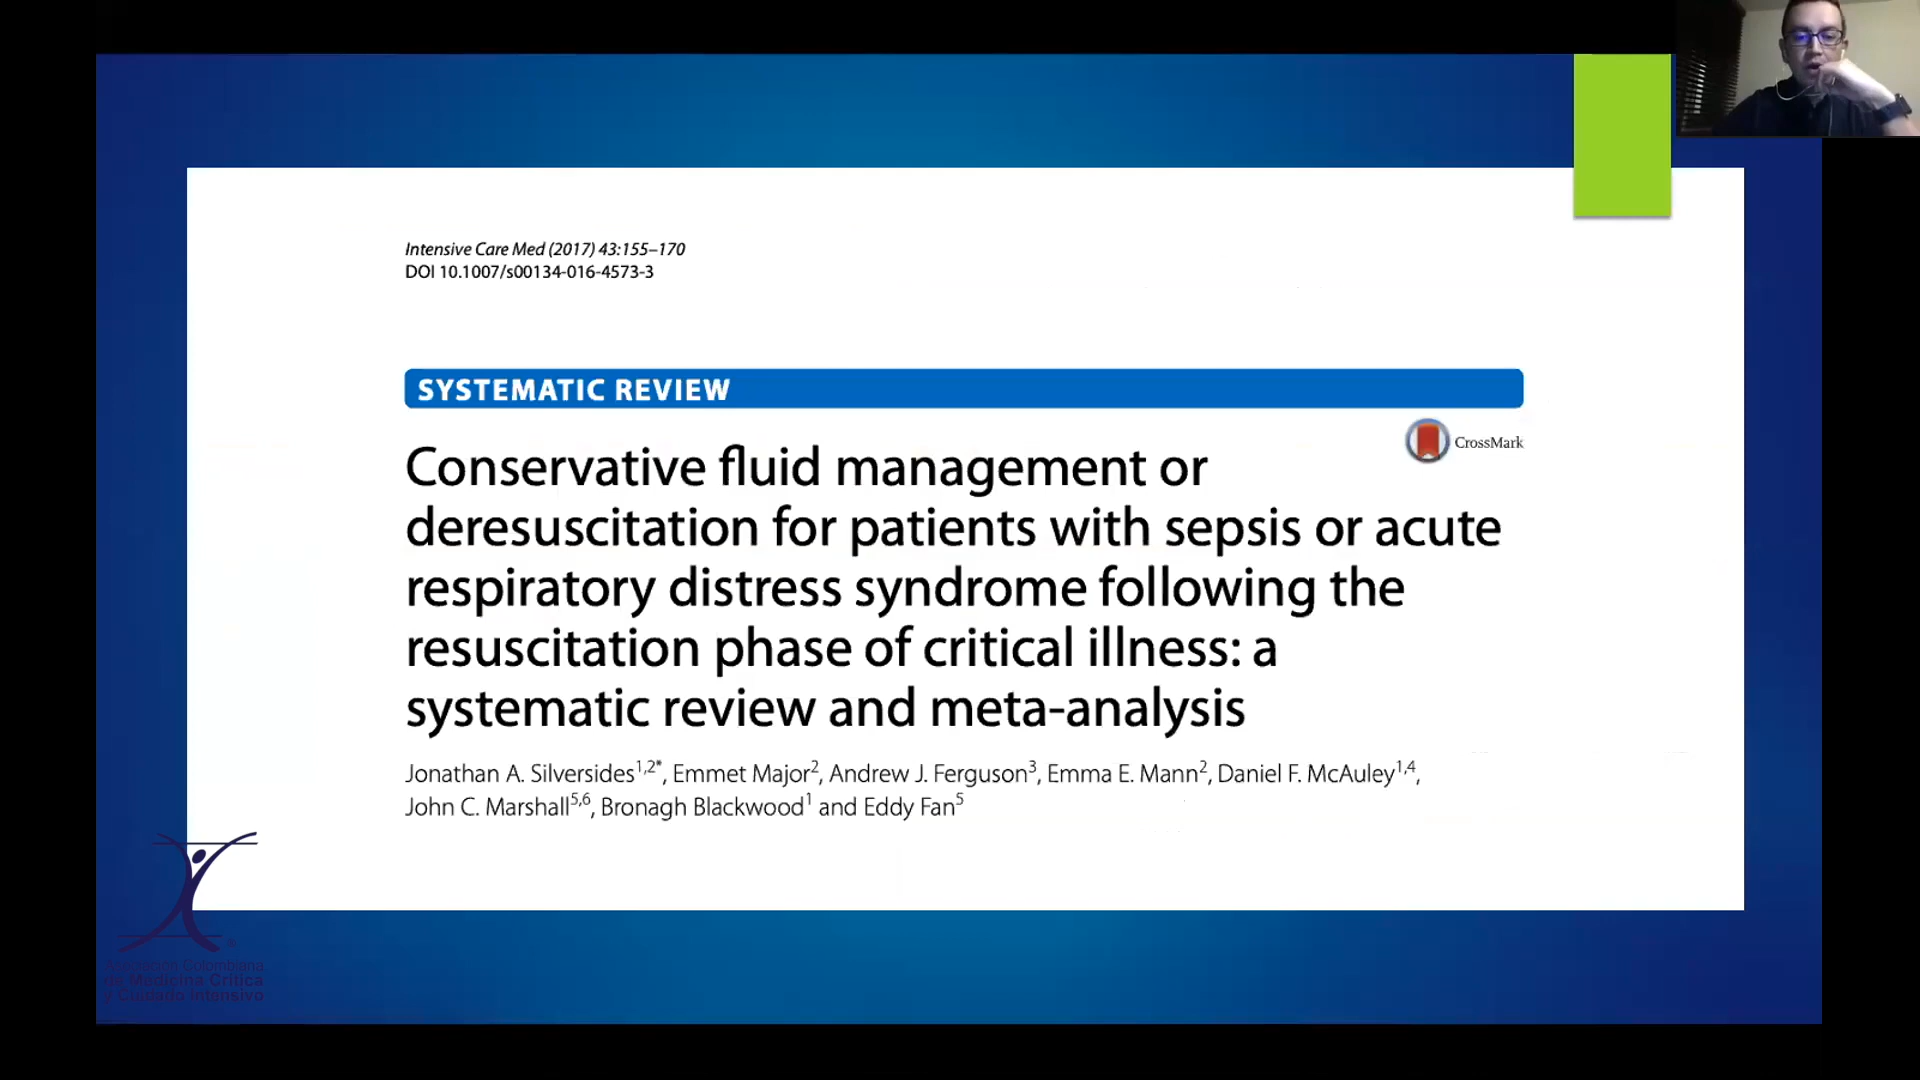 Intensive Care Med (2017) 43:155–170
DOI 10.1007/s00134-016-4573-3
SYSTEMATIC REVIEW
CrossMark
Conservative fluid management or
deresuscitation for patients with sepsis or acute
respiratory distress syndrome following the
resuscitation phase of critical illness: a
systematic review and meta-analysis
Jonathan A. Silversides1,2*, Emmet Major2, Andrew J. Ferguson3, Emma E. Mann2, Daniel F. McAuley1,4,
John C. Marshall5,6, Bronagh Blackwood1 and Eddy Fan5
Asociación Colombiana
de Medicina Crítica
y Cuidado Intensivo